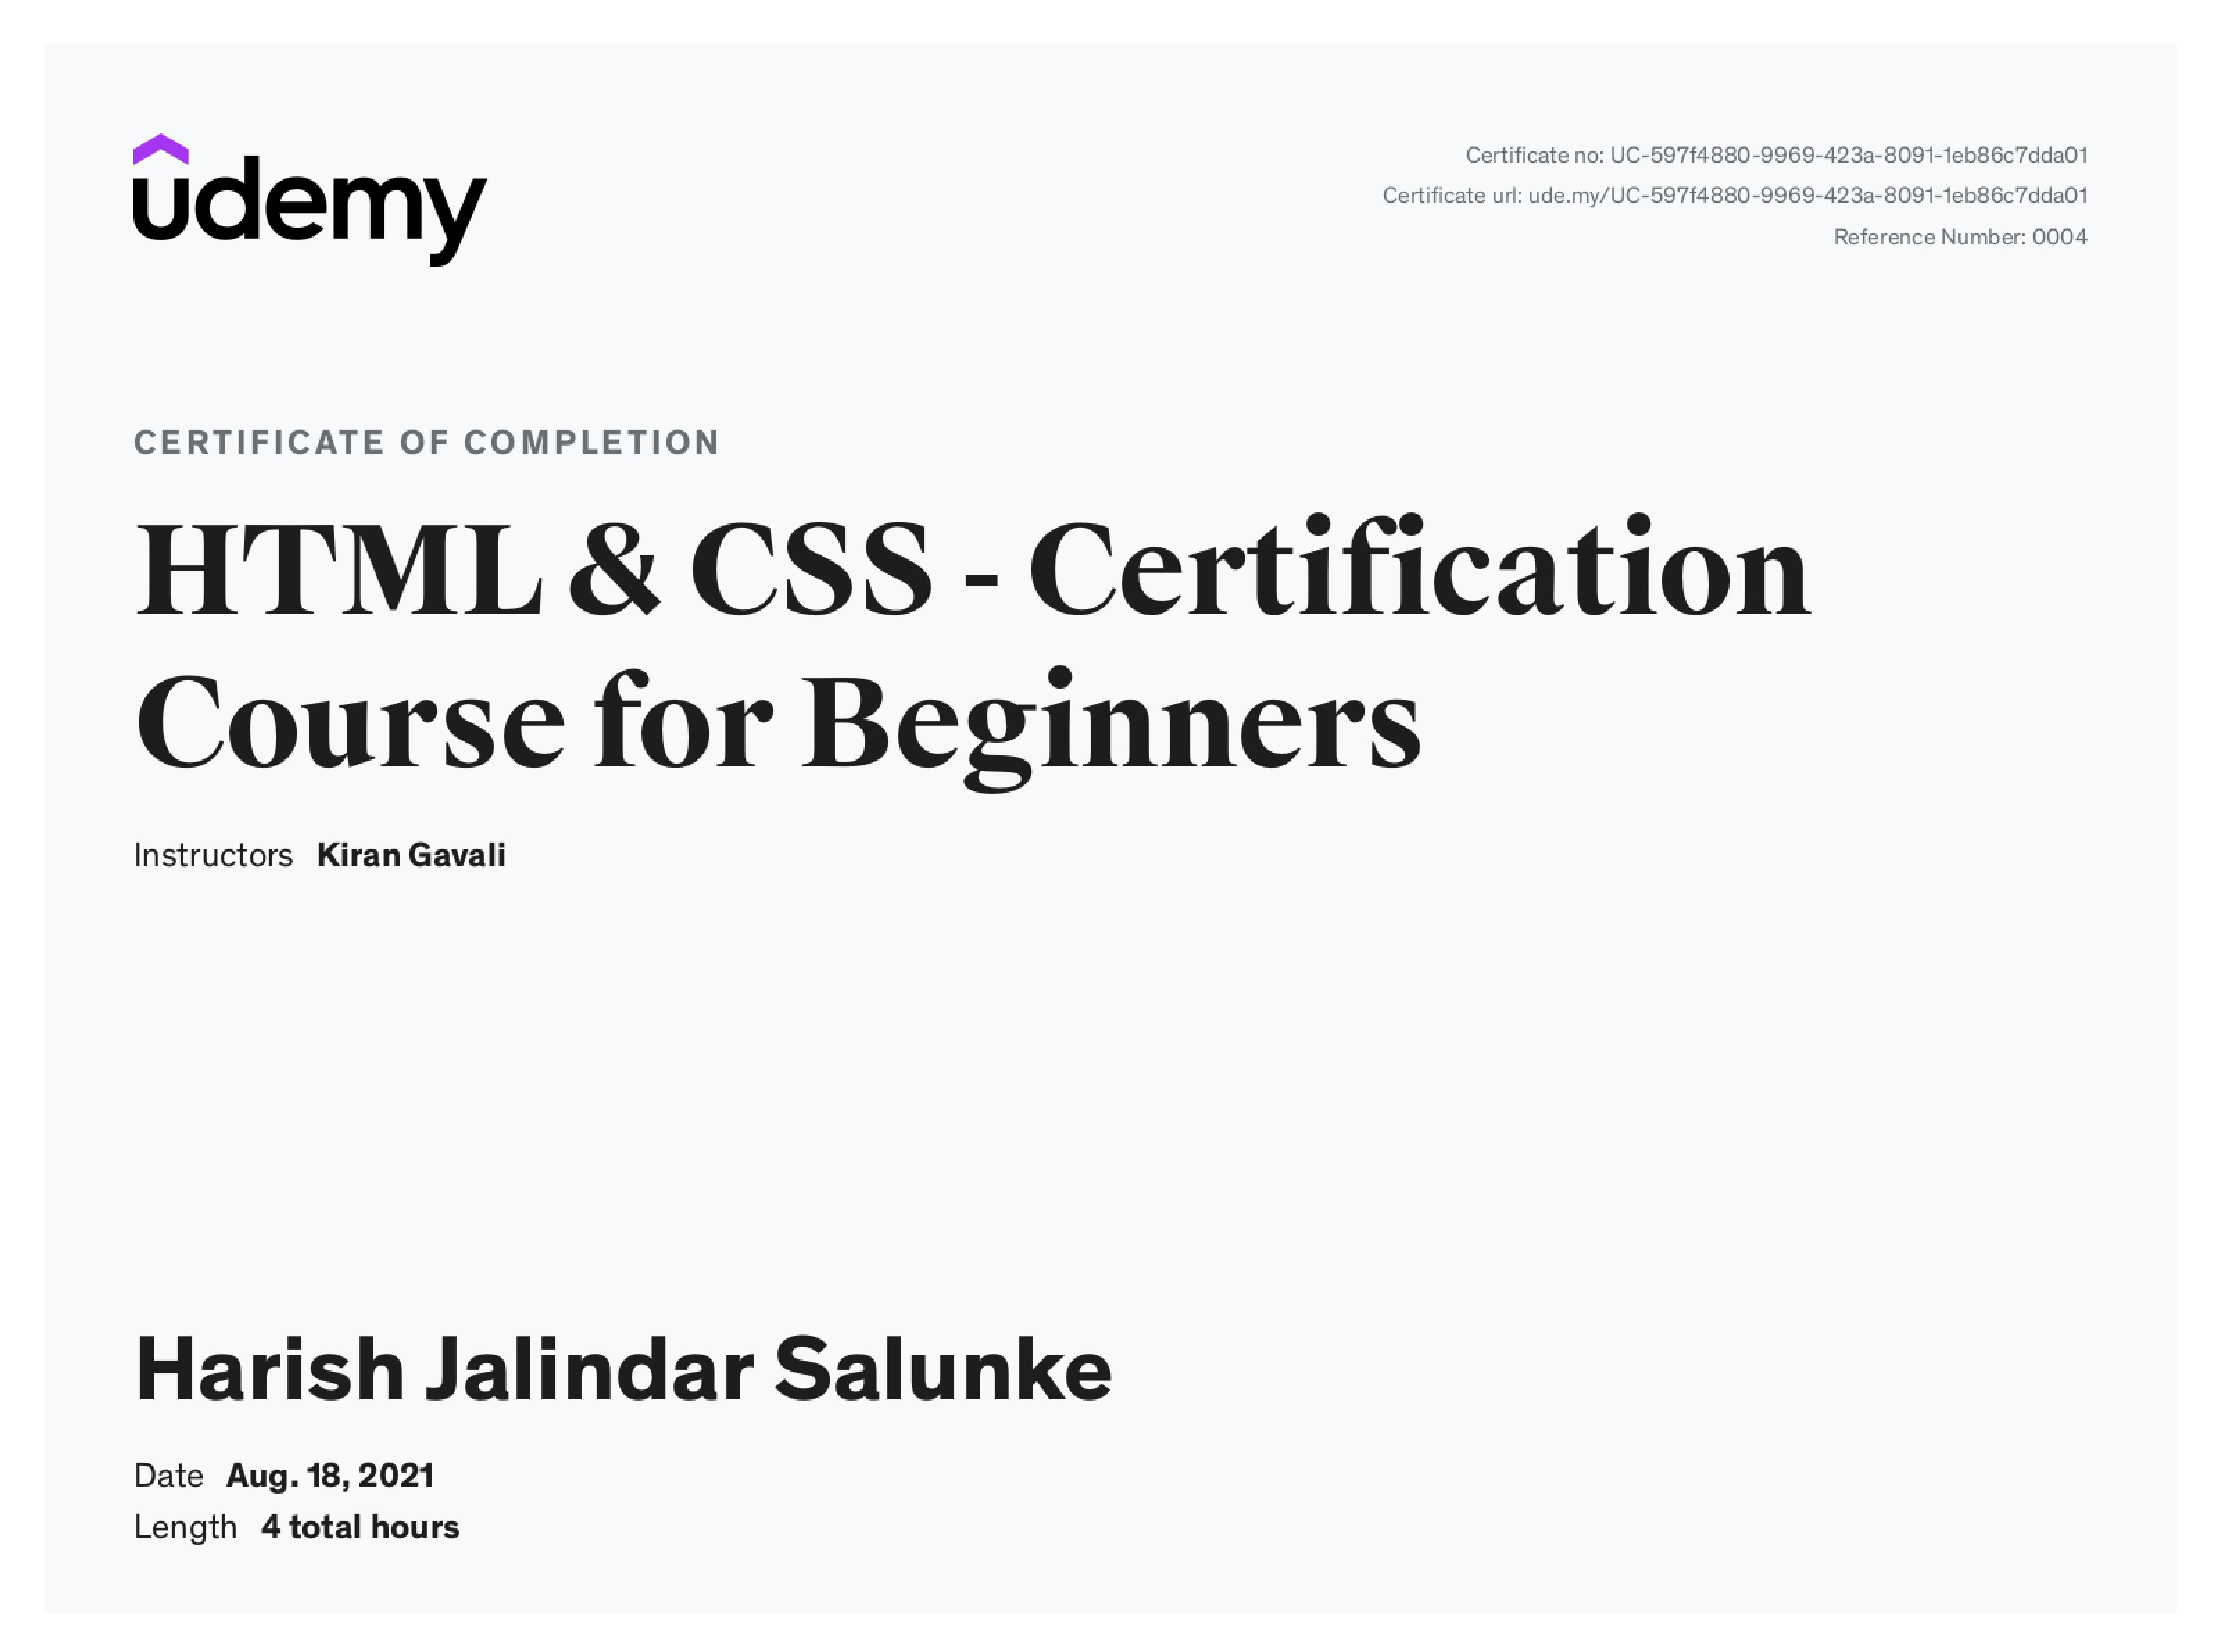 udemy
Certificate no: UC-597f4880-9969-423a-8091-1eb86c7dda01
Certificate url: ude.my/UC-597f4880-9969-423a-8091-1eb86c7dda01
Reference Number: 0004
CERTIFICATE OF COMPLETION
HTML & CSS - Certification
Course for Beginners
Instructors Kiran Gavali
Harish Jalindar Salunke
Date Aug. 18, 2021
Length 4 total hours